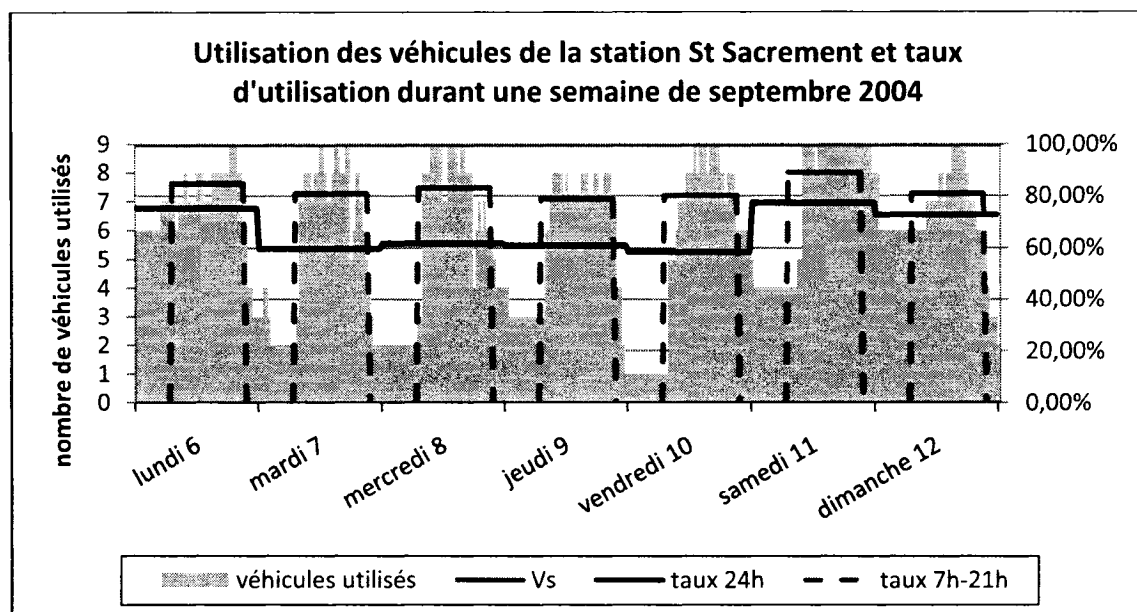 Utilisation des véhicules de la station St Sacrement et taux
d'utilisation durant une semaine de septembre 2004
nombre de véhicules utilisés
9
8
7
6
5
4
3
2
1
0
100,00%
80,00%
60,00%
40,00%
20,00%
0,00%
lundi 6
mardi 7
mercredi 8
jeudi 9
vendredi 10
samedi 11
dimanche 12
véhicules utilisés
Vs
taux 24h
taux 7h-21h